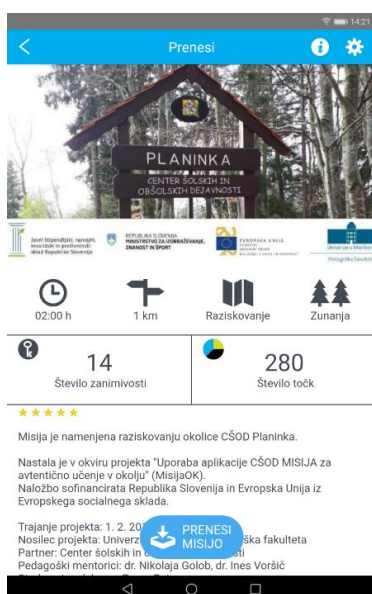 14:21
Prenesi
PLANINKA
CENTER ŠOLSKIH IN
OBŠOLSKIH DEJAVNOSTI
Javni štipendijski, razvojni,
invalidski in preživninski
sklad Republike Slovenije
REPUBLIKA SLOVENIJA
MINISTRSTVO ZA IZOBRAŽEVANJE,
ZNANOST IN ŠPORT
EVROPSKA UNIJA
EVROPSKI
SOCIALNI SKLAD
Univerza v Mariboru
Pedagoška fakulteta
02:00 h
1 km
Raziskovanje
Zunanja
14
Število zanimivosti
280
Število točk
Misija je namenjena raziskovanju okolice CŠOD Planinka.
Nastala je v okviru projekta "Uporaba aplikacije CŠOD MISIJA za
avtentično učenje v okolju" (MisijaOK).
Naložbo sofinancirata Republika Slovenija in Evropska Unija iz
Evropskega socialnega sklada.
Trajanje projekta: 1. 2.
Nosilec projekta: ška fakulteta
Partner: Center šolskih in
Pedagoški mentorici: dr. Nikolaja Golob, dr. Ines Voršič
PRENESI
MISIJO